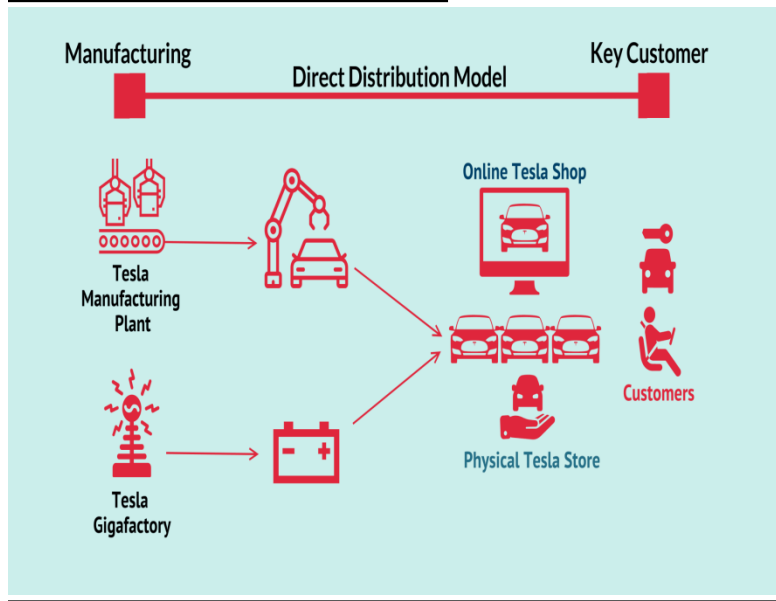 Manufacturing
Key Customer
Direct Distribution Model
Online Tesla Shop
Tesla
Manufacturing
Plant
Customers
Physical Tesla Store
Tesla
Gigafactory